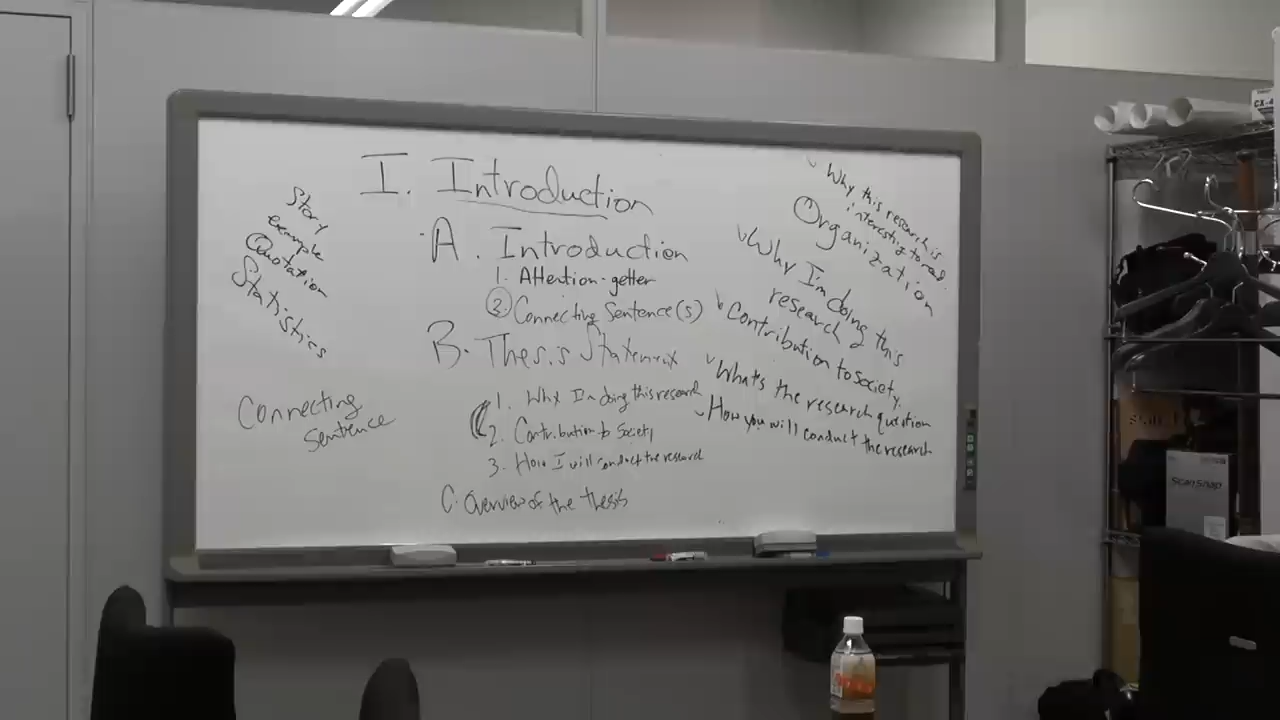 I. Introduction
A. Introduction
1. Attention-getter
2 Connecting Sentence(s)
B. Thesis Statement
1. Why I'm doing this research
2. Contribution to Society
3. How I will conduct the research
C. Overview of the thesis
Story
example
Quotation
Statistics
Connecting
Sentence
Why this research is
interesting to read.
Organization
Why I'm doing this
research
Contribution to society.
What's the research question
How you will conduct the research
CX-4
ScanSnap